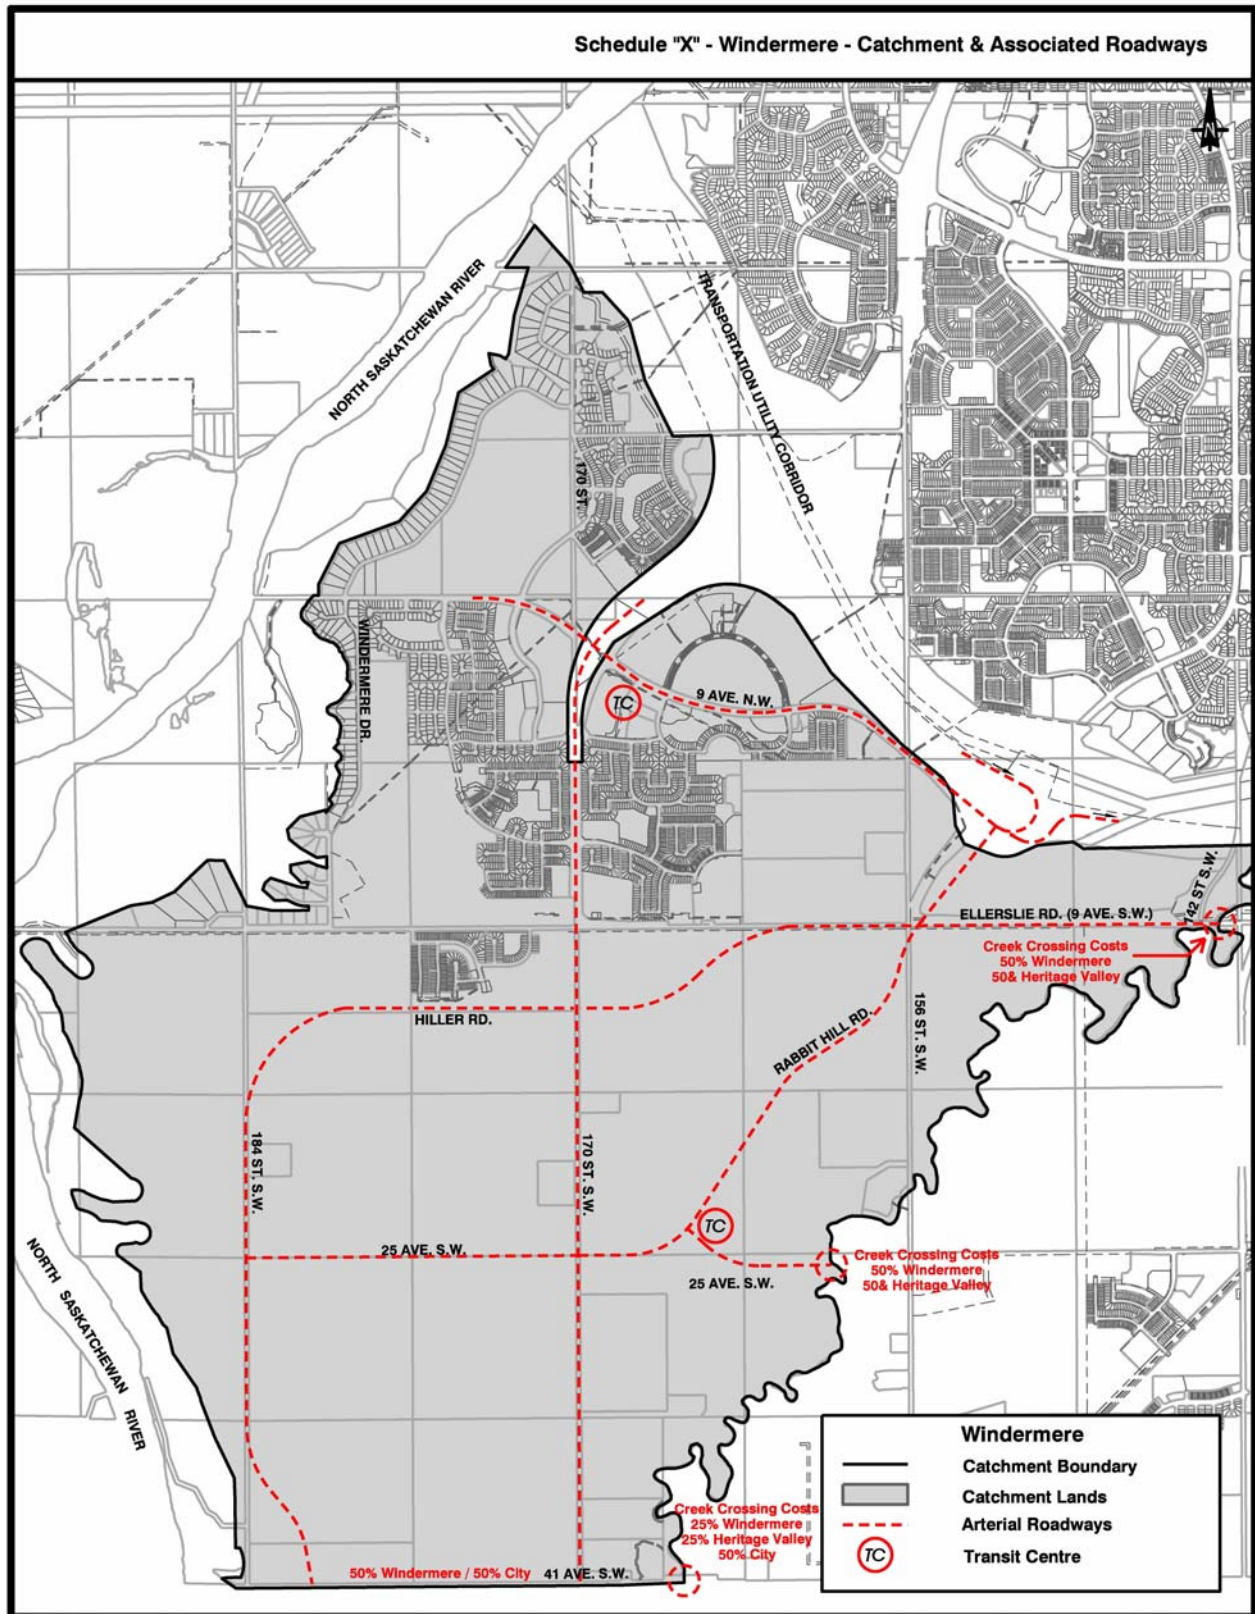 Schedule "X" - Windermere - Catchment & Associated Roadways
N
NORTH SASKATCHEWAN RIVER
TRANSPORTATION UTILITY CORRIDOR
170 ST.
WINDERMERE DR.
TC
9 AVE. N.W.
142 ST S.W.
ELLERSLIE RD. (9 AVE. S.W.)
Creek Crossing Costs
50% Windermere
50& Heritage Valley
HILLER RD.
156 ST. S.W.
RABBIT HILL RD.
184 ST. S.W.
170 ST. S.W.
TC
25 AVE. S.W.
25 AVE. S.W.
Creek Crossing Costs
50% Windermere
50& Heritage Valley
NORTH SASKATCHEWAN RIVER
Creek Crossing Costs
25% Windermere
25% Heritage Valley
50% City
50% Windermere / 50% City
41 AVE. S.W.
Windermere
Catchment Boundary
Catchment Lands
Arterial Roadways
TC
Transit Centre